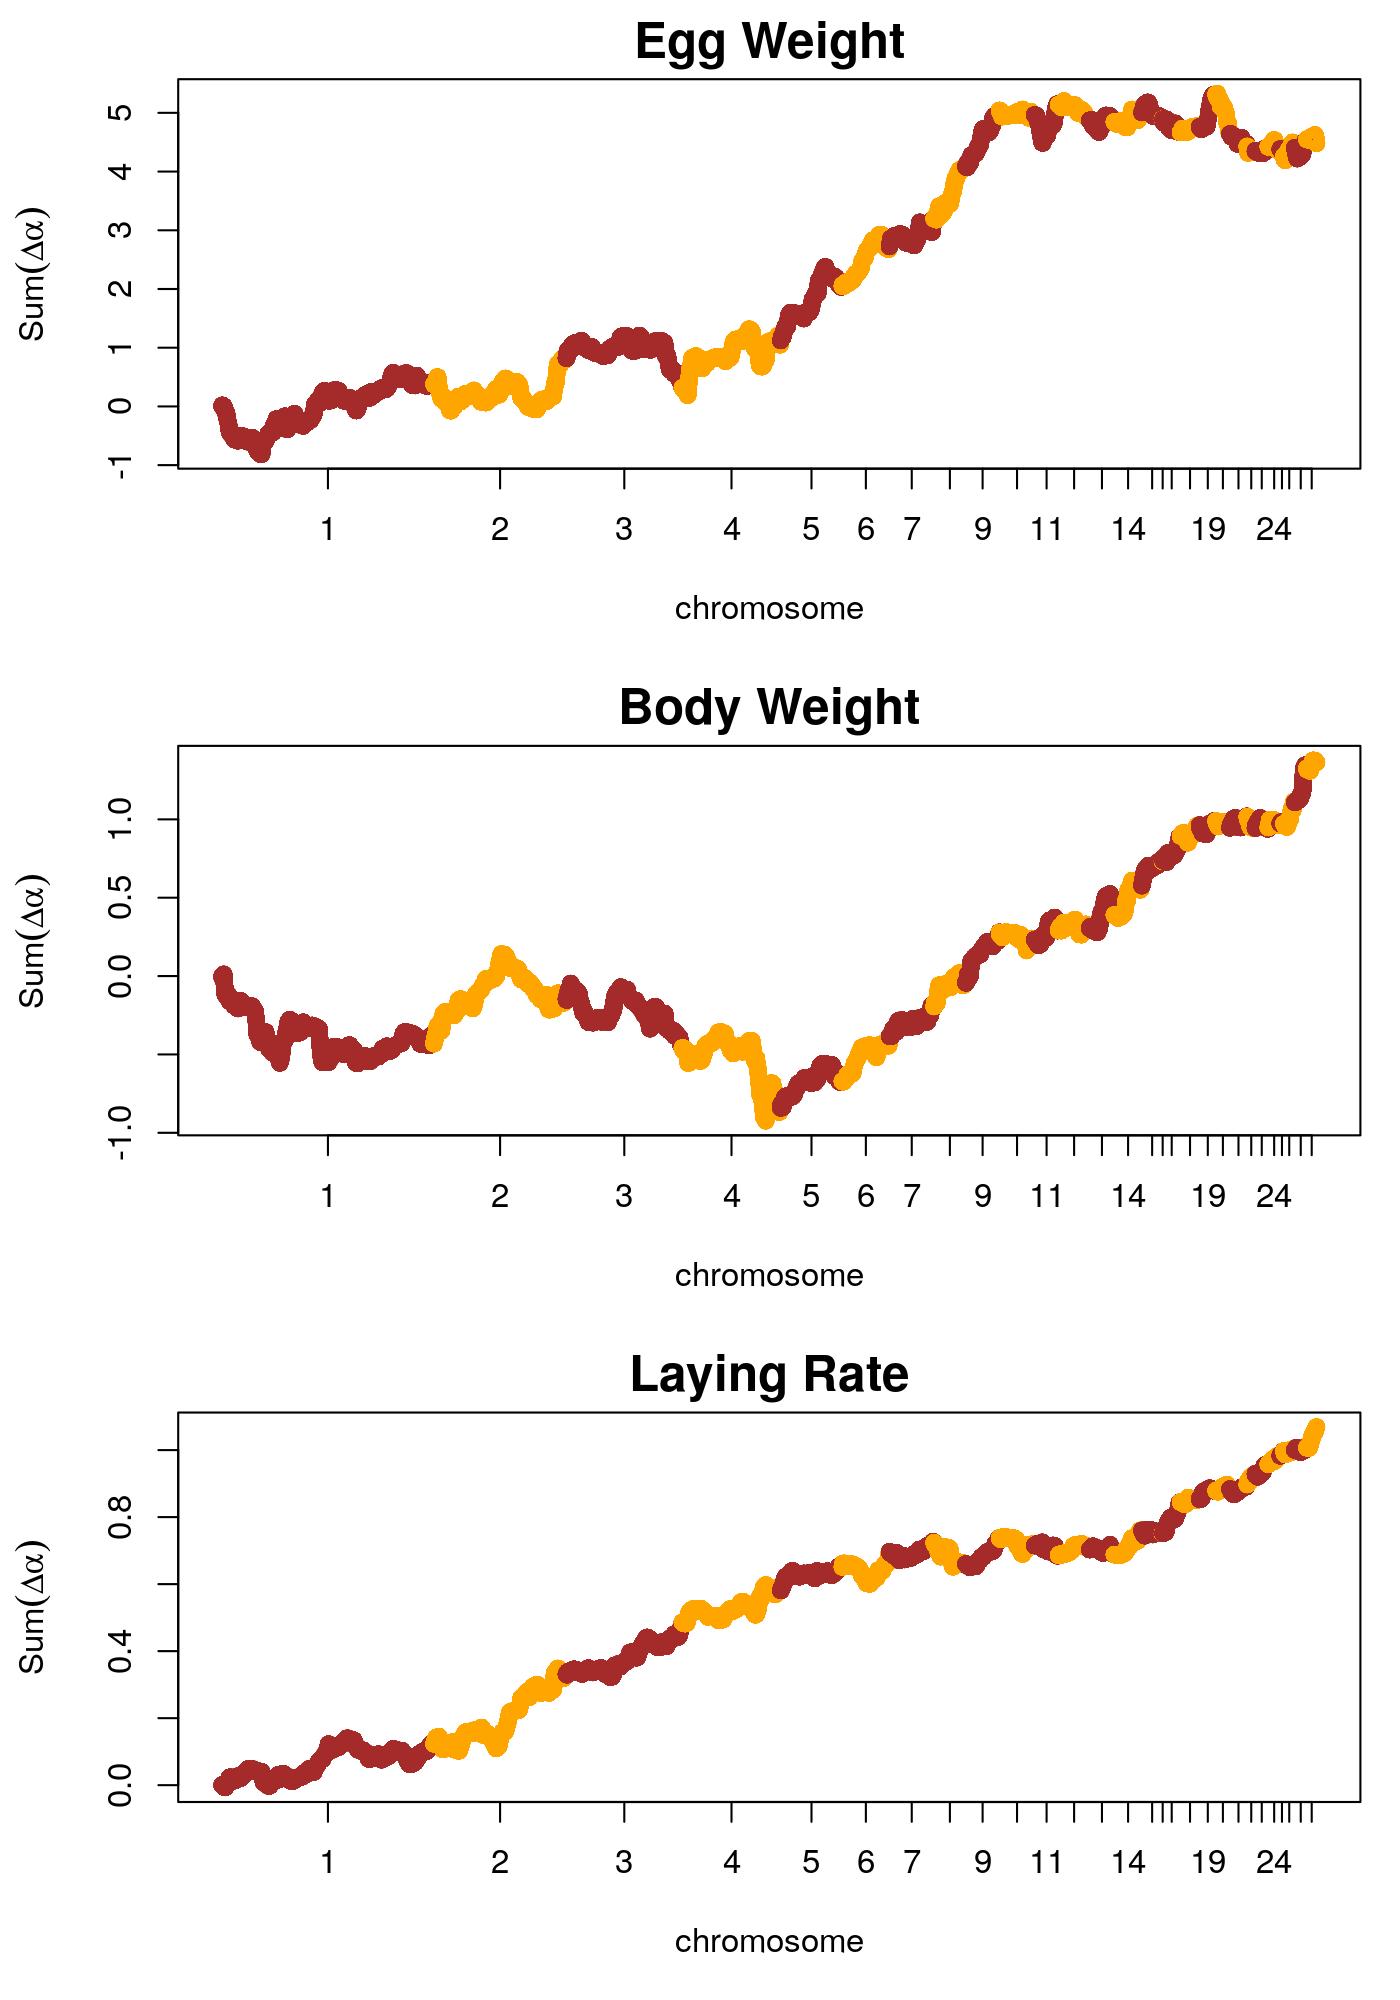 Egg Weight
Sum(Δα)
5
4
3
2
1
0
-1
1 2 3 4 5 6 7 9 11 14 19 24
chromosome
Body Weight
Sum(Δα)
1.0
0.5
0.0
-1.0
1 2 3 4 5 6 7 9 11 14 19 24
chromosome
Laying Rate
Sum(Δα)
0.8
0.4
0.0
1 2 3 4 5 6 7 9 11 14 19 24
chromosome